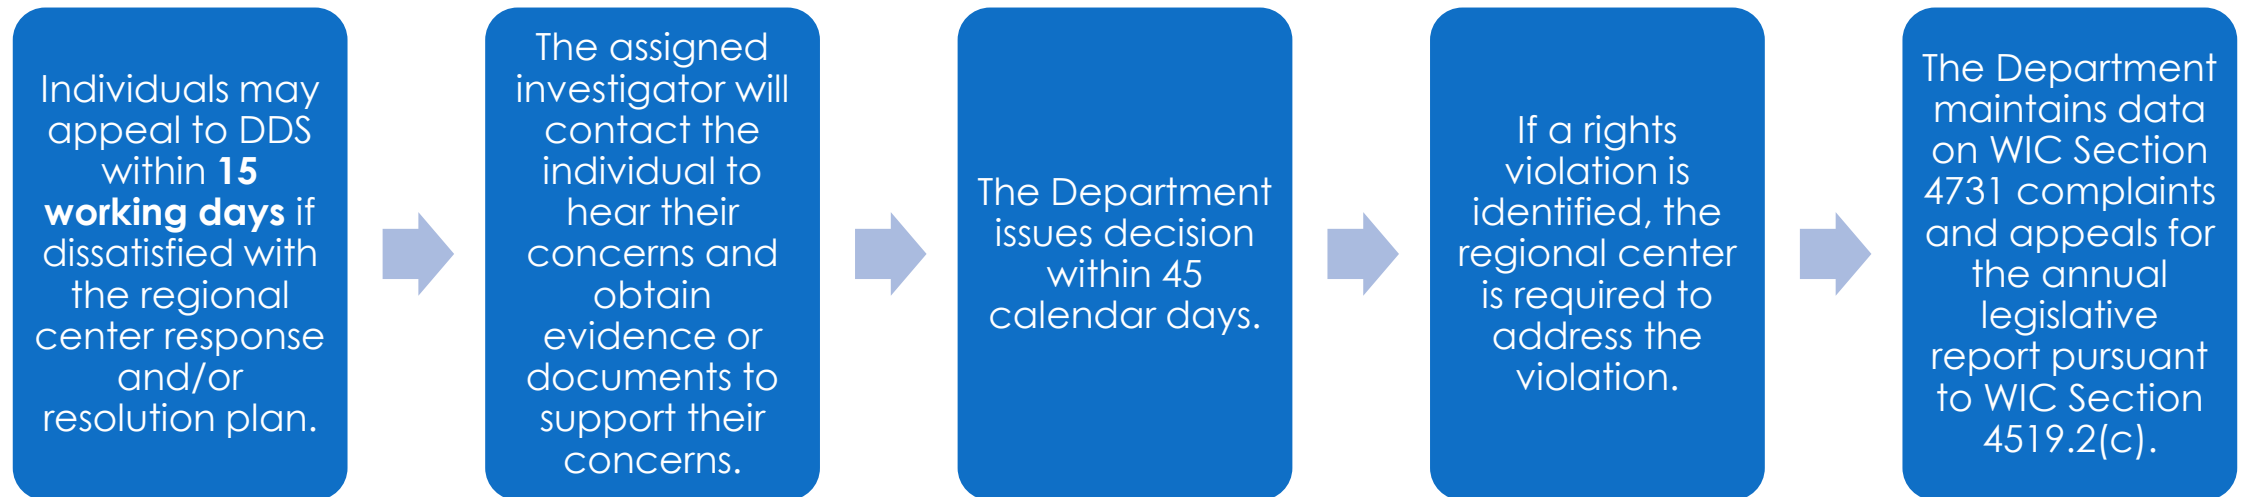 Individuals may
appeal to DDS
within 15
working days if
dissatisfied with
the regional
center response
and/or
resolution plan.
The assigned
investigator will
contact the
individual to
hear their
concerns and
obtain
evidence or
documents to
support their
concerns.
The Department
issues decision
within 45
calendar days.
If a rights
violation is
identified, the
regional center
is required to
address the
violation.
The Department
maintains data
on WIC Section
4731 complaints
and appeals for
the annual
legislative
report pursuant
to WIC Section
4519.2(c).